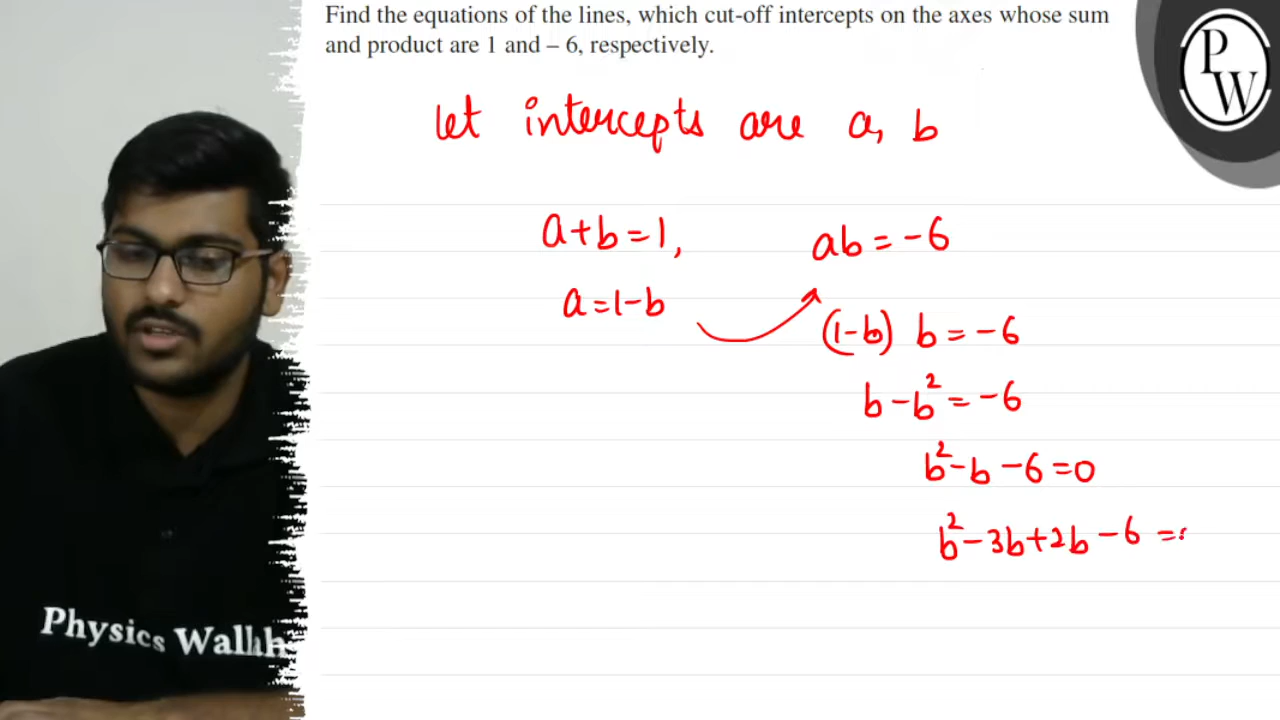 Find the equations of the lines, which cut-off intercepts on the axes whose sum
and product are 1 and – 6, respectively.
PW
let intercepts are a, b
a+b=1, ab=-6
a=1-b
(1-b) b=-6
b-b²=-6
b²-b-6=0
b²-3b+2b-6=
Physics Wallah